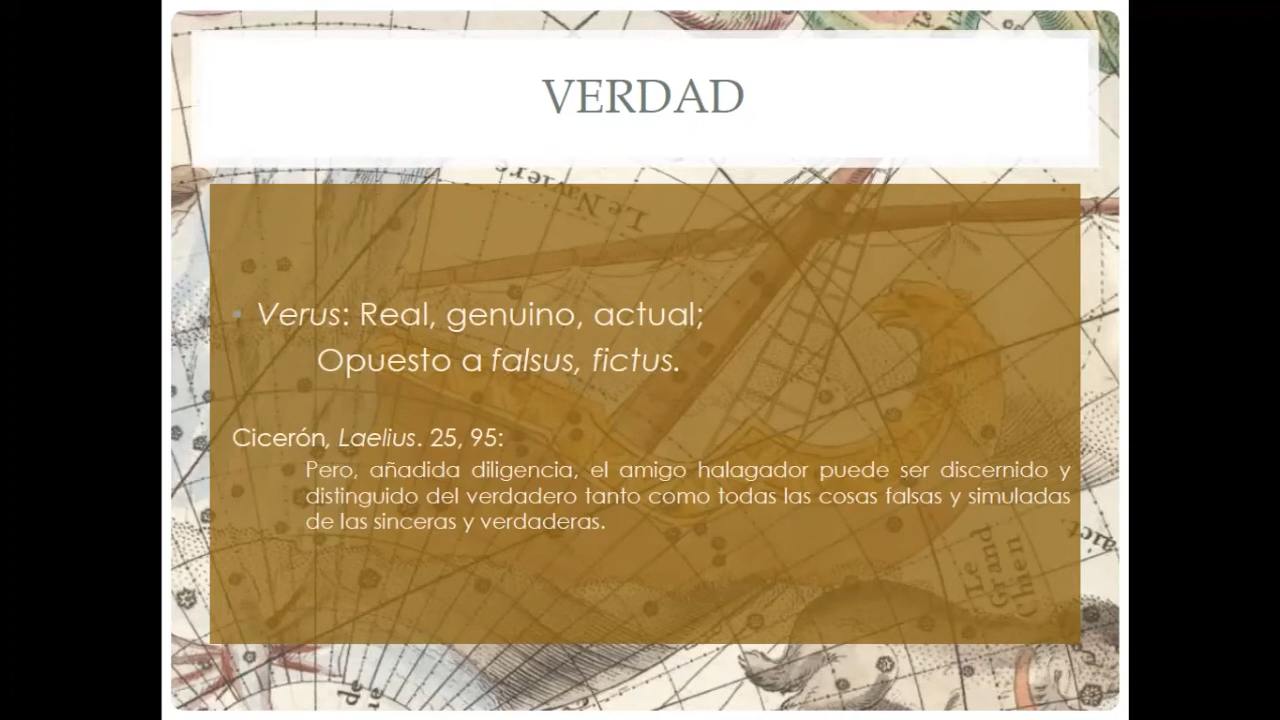 VERDAD
Le Navire
• Verus: Real, genuino, actual;
Opuesto a falsus, fictus.
Cicerón, Laelius. 25, 95:
Pero, añadida diligencia, el amigo halagador puede ser discernido y
distinguido del verdadero tanto como todas las cosas falsas y simuladas
de las sinceras y verdaderas.
Le
Grand
Chien
de